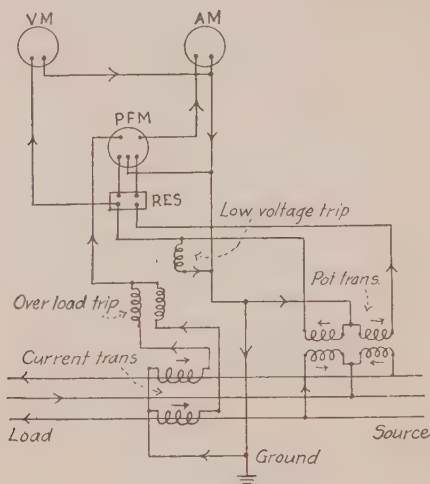 VM
AM
PFM
RES
Low voltage trip
Pot trans.
Over load trip
Current trans
Load
Source
Ground